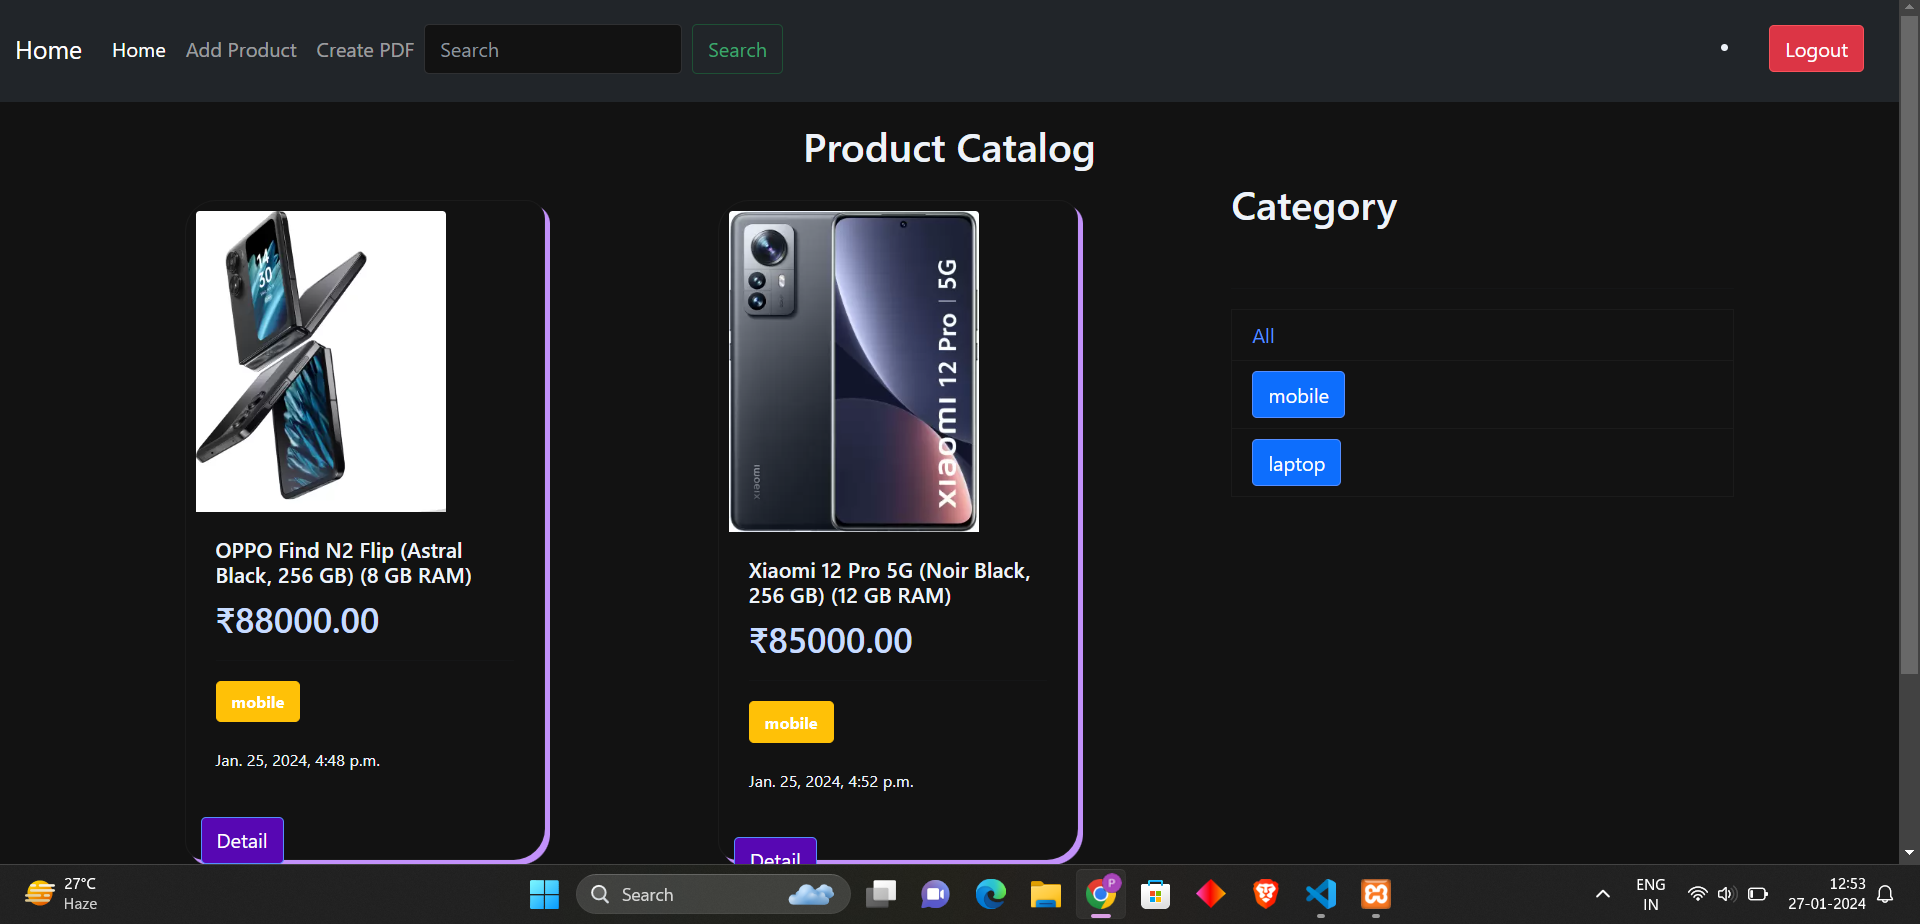 Home Home Add Product Create PDF Search Search Logout
Product Catalog
Category
All
mobile
laptop
14
30
OPPO Find N2 Flip (Astral
Black, 256 GB) (8 GB RAM)
₹88000.00
mobile
Jan. 25, 2024, 4:48 p.m.
Detail
xiaomi
Xiaomi 12 Pro | 5G
Xiaomi 12 Pro 5G (Noir Black,
256 GB) (12 GB RAM)
₹85000.00
mobile
Jan. 25, 2024, 4:52 p.m.
Detail
27°C
Haze
Search
P
ENG
IN
12:53
27-01-2024